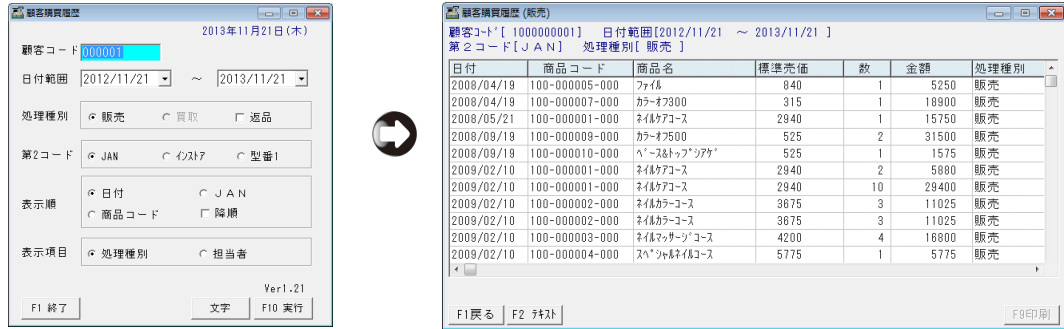 顧客購買履歴
2013年11月21日(木)
顧客コード 000001
日付範囲 2012/11/21 ～ 2013/11/21
処理種別 販売 買取 返品
第2コード JAN ｲﾝｽﾄｱ 型番1
表示順 日付 ＪＡＮ
商品コード 降順
表示項目 処理種別 担当者
Ver1.21
F1 終了 文字 F10 実行
顧客購買履歴 (販売)
顧客ｺｰﾄﾞ[ 1000000001] 日付範囲[2012/11/21 ～ 2013/11/21 ]
第２コード[ＪＡＮ] 処理種別[ 販売 ]
日付 商品コード 商品名 標準売価 数 金額 処理種別
2008/04/19 100-000005-000 ﾌｧｲﾙ 840 1 5250 販売
2008/04/19 100-000007-000 ｶﾗｰｵﾌ300 315 1 18900 販売
2008/05/21 100-000001-000 ﾈｲﾙｹｱｺｰｽ 2940 1 15750 販売
2008/09/19 100-000009-000 ｶﾗｰｵﾌ500 525 2 31500 販売
2008/09/19 100-000010-000 ﾍﾞｰｽ&ﾄｯﾌﾟｼｱｹﾞ 525 1 1575 販売
2009/02/10 100-000001-000 ﾈｲﾙｹｱｺｰｽ 2940 2 5880 販売
2009/02/10 100-000001-000 ﾈｲﾙｹｱｺｰｽ 2940 10 29400 販売
2009/02/10 100-000002-000 ﾈｲﾙｶﾗｰｺｰｽ 3675 3 11025 販売
2009/02/10 100-000002-000 ﾈｲﾙｶﾗｰｺｰｽ 3675 3 11025 販売
2009/02/10 100-000003-000 ﾈｲﾙﾏｯｻｰｼﾞｺｰｽ 4200 4 16800 販売
2009/02/10 100-000004-000 ｽﾍﾟｼｬﾙﾈｲﾙｺｰｽ 5775 1 5775 販売
F1戻る F2 ﾃｷｽﾄ F9印刷